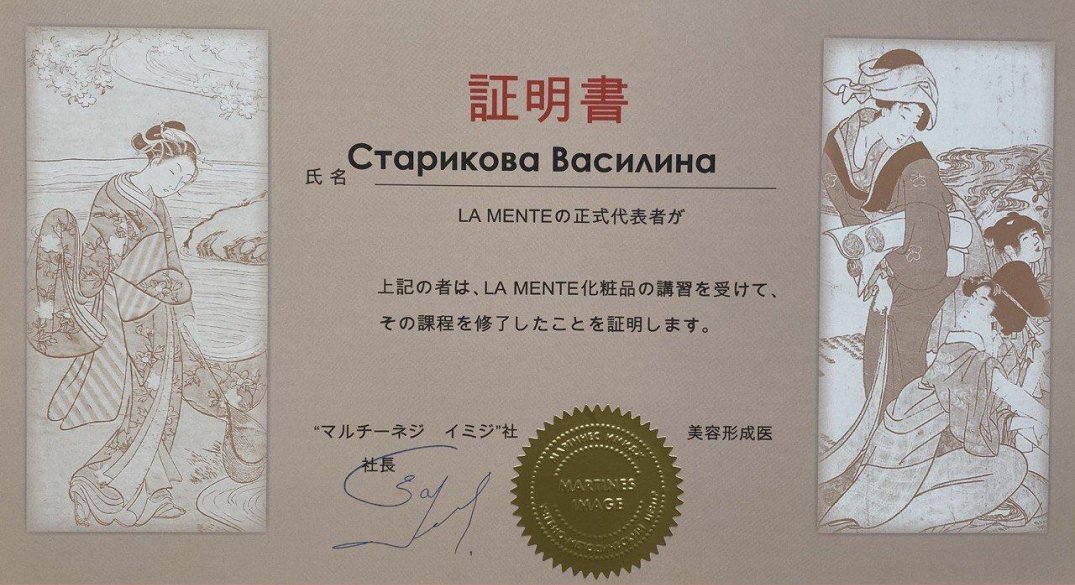 証明書
氏名 Старикова Василина
LA MENTEの正式代表者が
上記の者は、LA MENTE化粧品の講習を受けて、
その課程を修了したことを証明します。
“マルチーネジ イミジ”社
美容形成医
社長
МАРТИНЕС ИМИДЖ
MARTINES
IMAGE